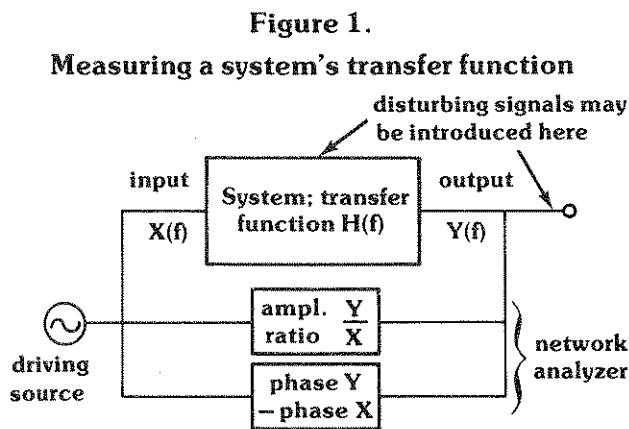 Figure 1.
Measuring a system's transfer function
disturbing signals may
be introduced here
input
output
System; transfer
function H(f)
X(f)
Y(f)
ampl. Y
ratio X
driving
source
network
analyzer
phase Y
– phase X